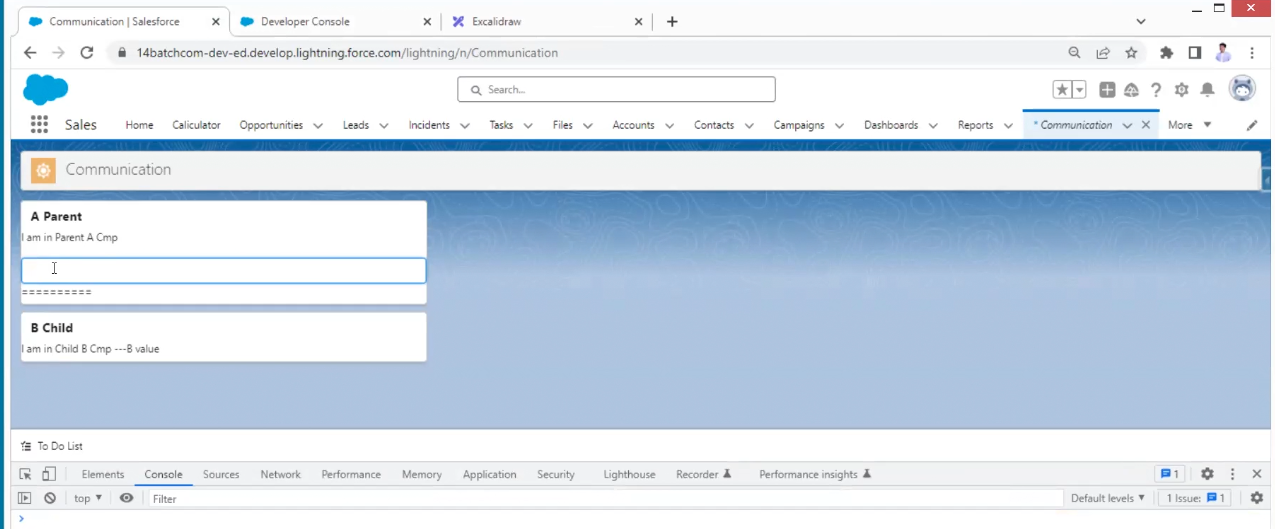 Communication | Salesforce
Developer Console
Excalidraw
14batchcom-dev-ed.develop.lightning.force.com/lightning/n/Communication
Search...
Sales Home Calriculator Opportunities Leads Incidents Tasks Files Accounts Contacts Campaigns Dashboards Reports * Communication More
Communication
A Parent
I am in Parent A Cmp
==========
B Child
I am in Child B Cmp ---B value
To Do List
Elements Console Sources Network Performance Memory Application Security Lighthouse Recorder Performance insights 1
top Filter Default levels 1 Issue: 1